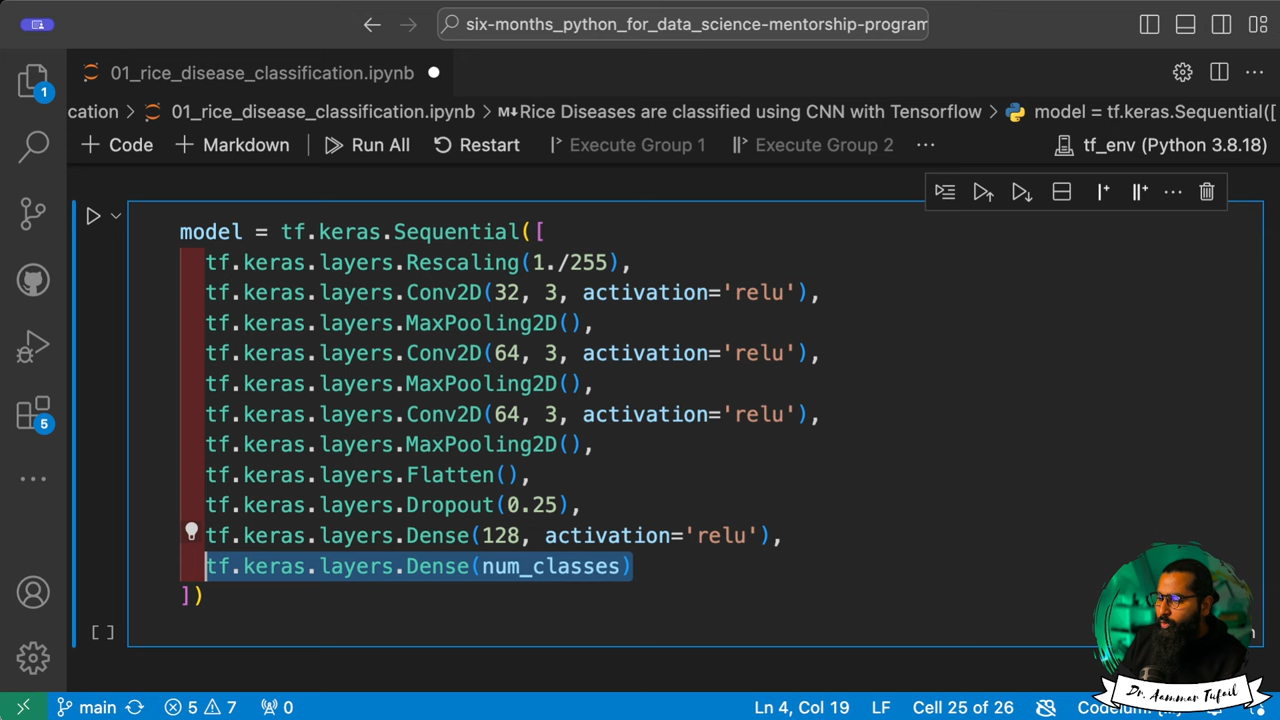 six-months_python_for_data_science-mentorship-program
1
01_rice_disease_classification.ipynb
cation > 01_rice_disease_classification.ipynb > M↓Rice Diseases are classified using CNN with Tensorflow > model = tf.keras.Sequential([
+ Code + Markdown Run All Restart Execute Group 1 Execute Group 2 ... tf_env (Python 3.8.18)
model = tf.keras.Sequential([
tf.keras.layers.Rescaling(1./255),
tf.keras.layers.Conv2D(32, 3, activation='relu'),
tf.keras.layers.MaxPooling2D(),
tf.keras.layers.Conv2D(64, 3, activation='relu'),
tf.keras.layers.MaxPooling2D(),
tf.keras.layers.Conv2D(64, 3, activation='relu'),
tf.keras.layers.MaxPooling2D(),
5
tf.keras.layers.Flatten(),
tf.keras.layers.Dropout(0.25),
tf.keras.layers.Dense(128, activation='relu'),
tf.keras.layers.Dense(num_classes)
])
[ ]
Dr. Aammar Tufail
main 5 7 0 Ln 4, Col 19 LF Cell 25 of 26